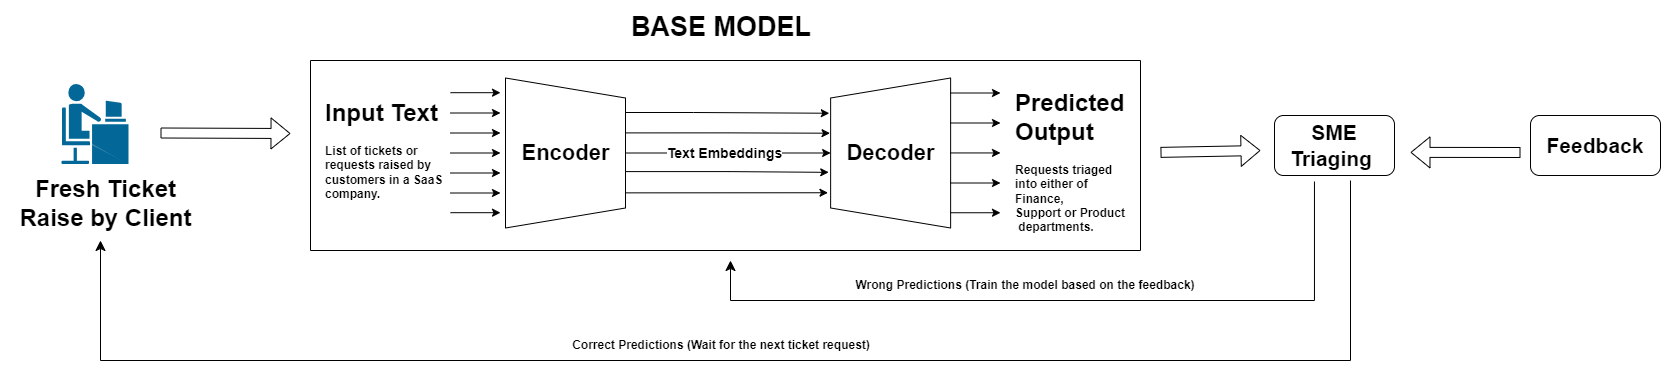 BASE MODEL
Fresh Ticket
Raise by Client
Input Text
List of tickets or
requests raised by
customers in a SaaS
company.
Encoder
Text Embeddings
Decoder
Predicted
Output
Requests triaged
into either of
Finance,
Support or Product
departments.
SME
Triaging
Feedback
Wrong Predictions (Train the model based on the feedback)
Correct Predictions (Wait for the next ticket request)